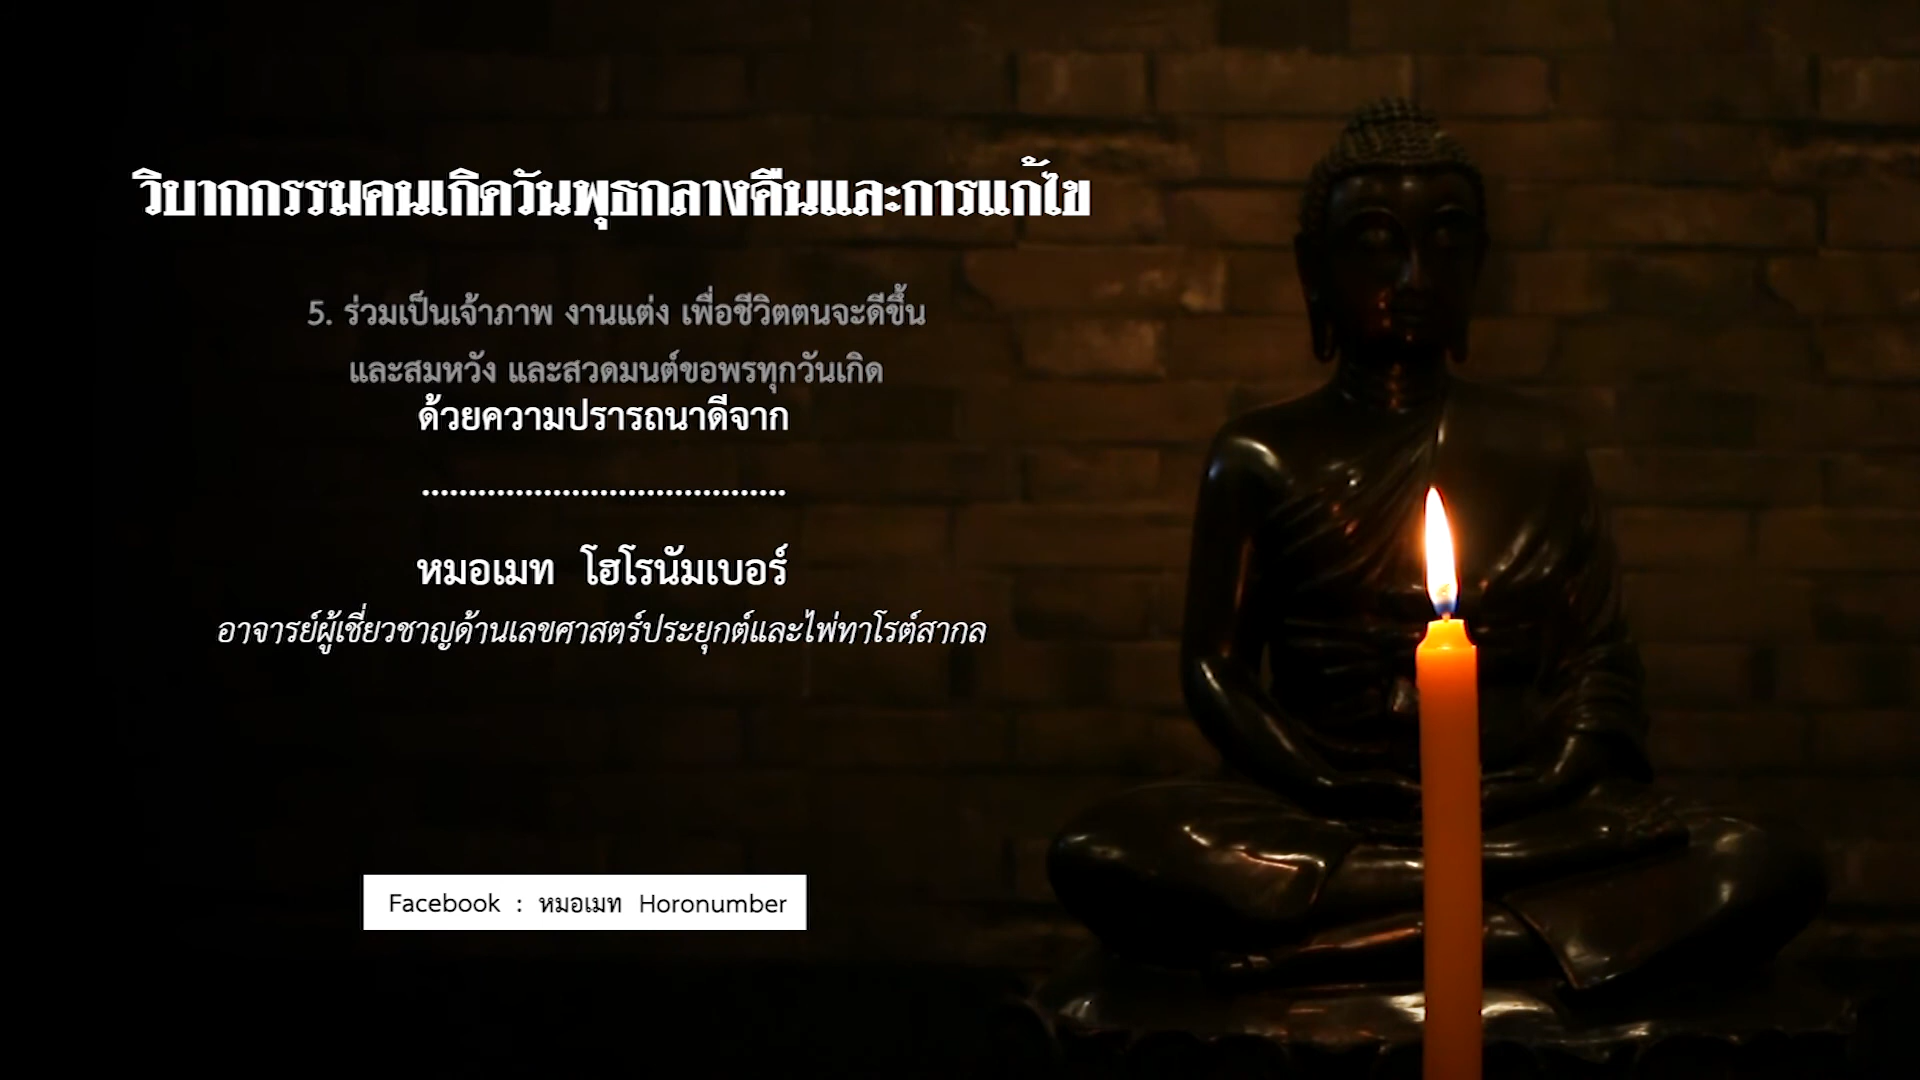 วิบากกรรมคนเกิดวันพุธกลางคืนและการแก้ไข
5. ร่วมเป็นเจ้าภาพ งานแต่ง เพื่อชีวิตตนจะดีขึ้น
และสมหวัง และสวดมนต์ขอพรทุกวันเกิด
ด้วยความปรารถนาดีจาก
........................................
หมอเมท โฮโรนัมเบอร์
อาจารย์ผู้เชี่ยวชาญด้านเลขศาสตร์ประยุกต์และไพ่ทาโรต์สากล
Facebook : หมอเมท Horonumber